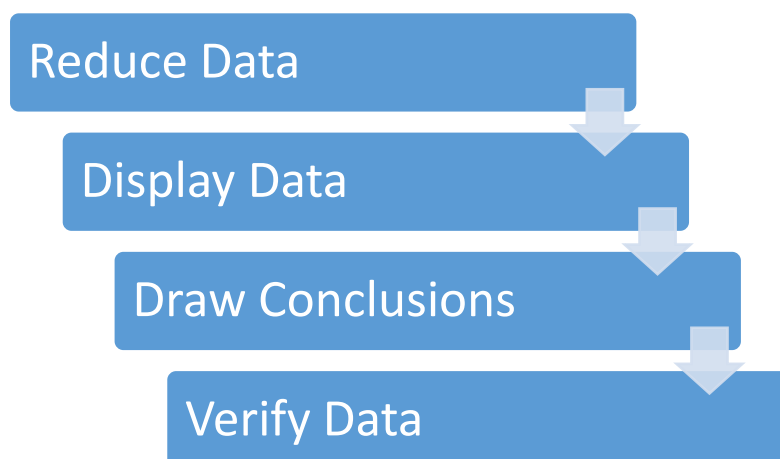 Reduce Data
Display Data
Draw Conclusions
Verify Data